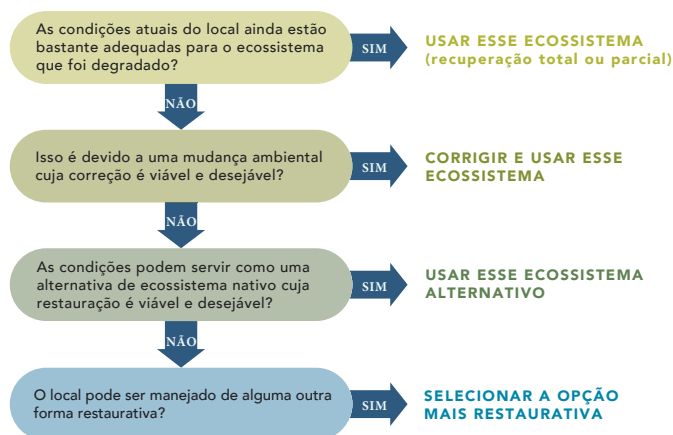 As condições atuais do local ainda estão
bastante adequadas para o ecossistema
que foi degradado?
SIM
USAR ESSE ECOSSISTEMA
(recuperação total ou parcial)
NÃO
Isso é devido a uma mudança ambiental
cuja correção é viável e desejável?
SIM
CORRIGIR E USAR ESSE
ECOSSISTEMA
NÃO
As condições podem servir como uma
alternativa de ecossistema nativo cuja
restauração é viável e desejável?
SIM
USAR ESSE ECOSSISTEMA
ALTERNATIVO
NÃO
O local pode ser manejado de alguma outra
forma restaurativa?
SIM
SELECIONAR A OPÇÃO
MAIS RESTAURATIVA